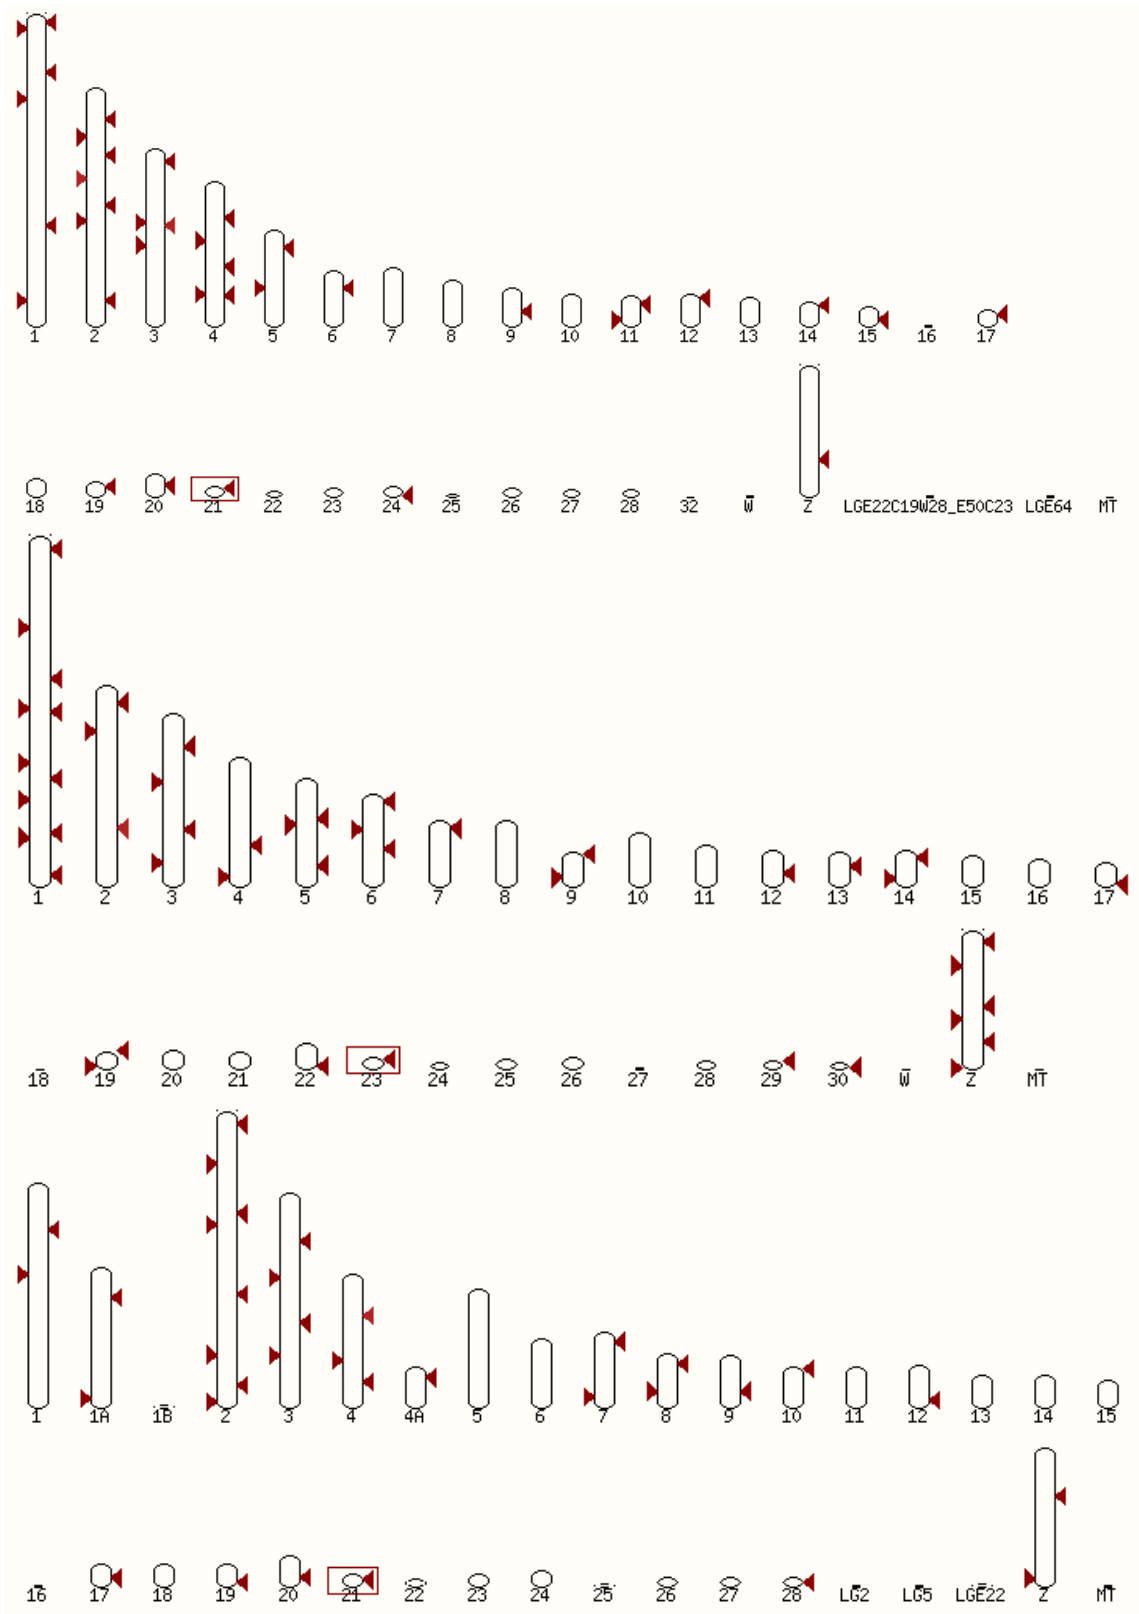 1 2 3 4 5 6 7 8 9 10 11 12 13 14 15 16 17
18 19 20 21 22 23 24 25 26 27 28 32 W Z LGE22C19W28_E50C23 LGE64 MT
1 2 3 4 5 6 7 8 9 10 11 12 13 14 15 16 17
18 19 20 21 22 23 24 25 26 27 28 29 30 W Z MT
1 1A 1B 2 3 4 4A 5 6 7 8 9 10 11 12 13 14 15
16 17 18 19 20 21 22 23 24 25 26 27 28 LG2 LG5 LGE22 Z MT